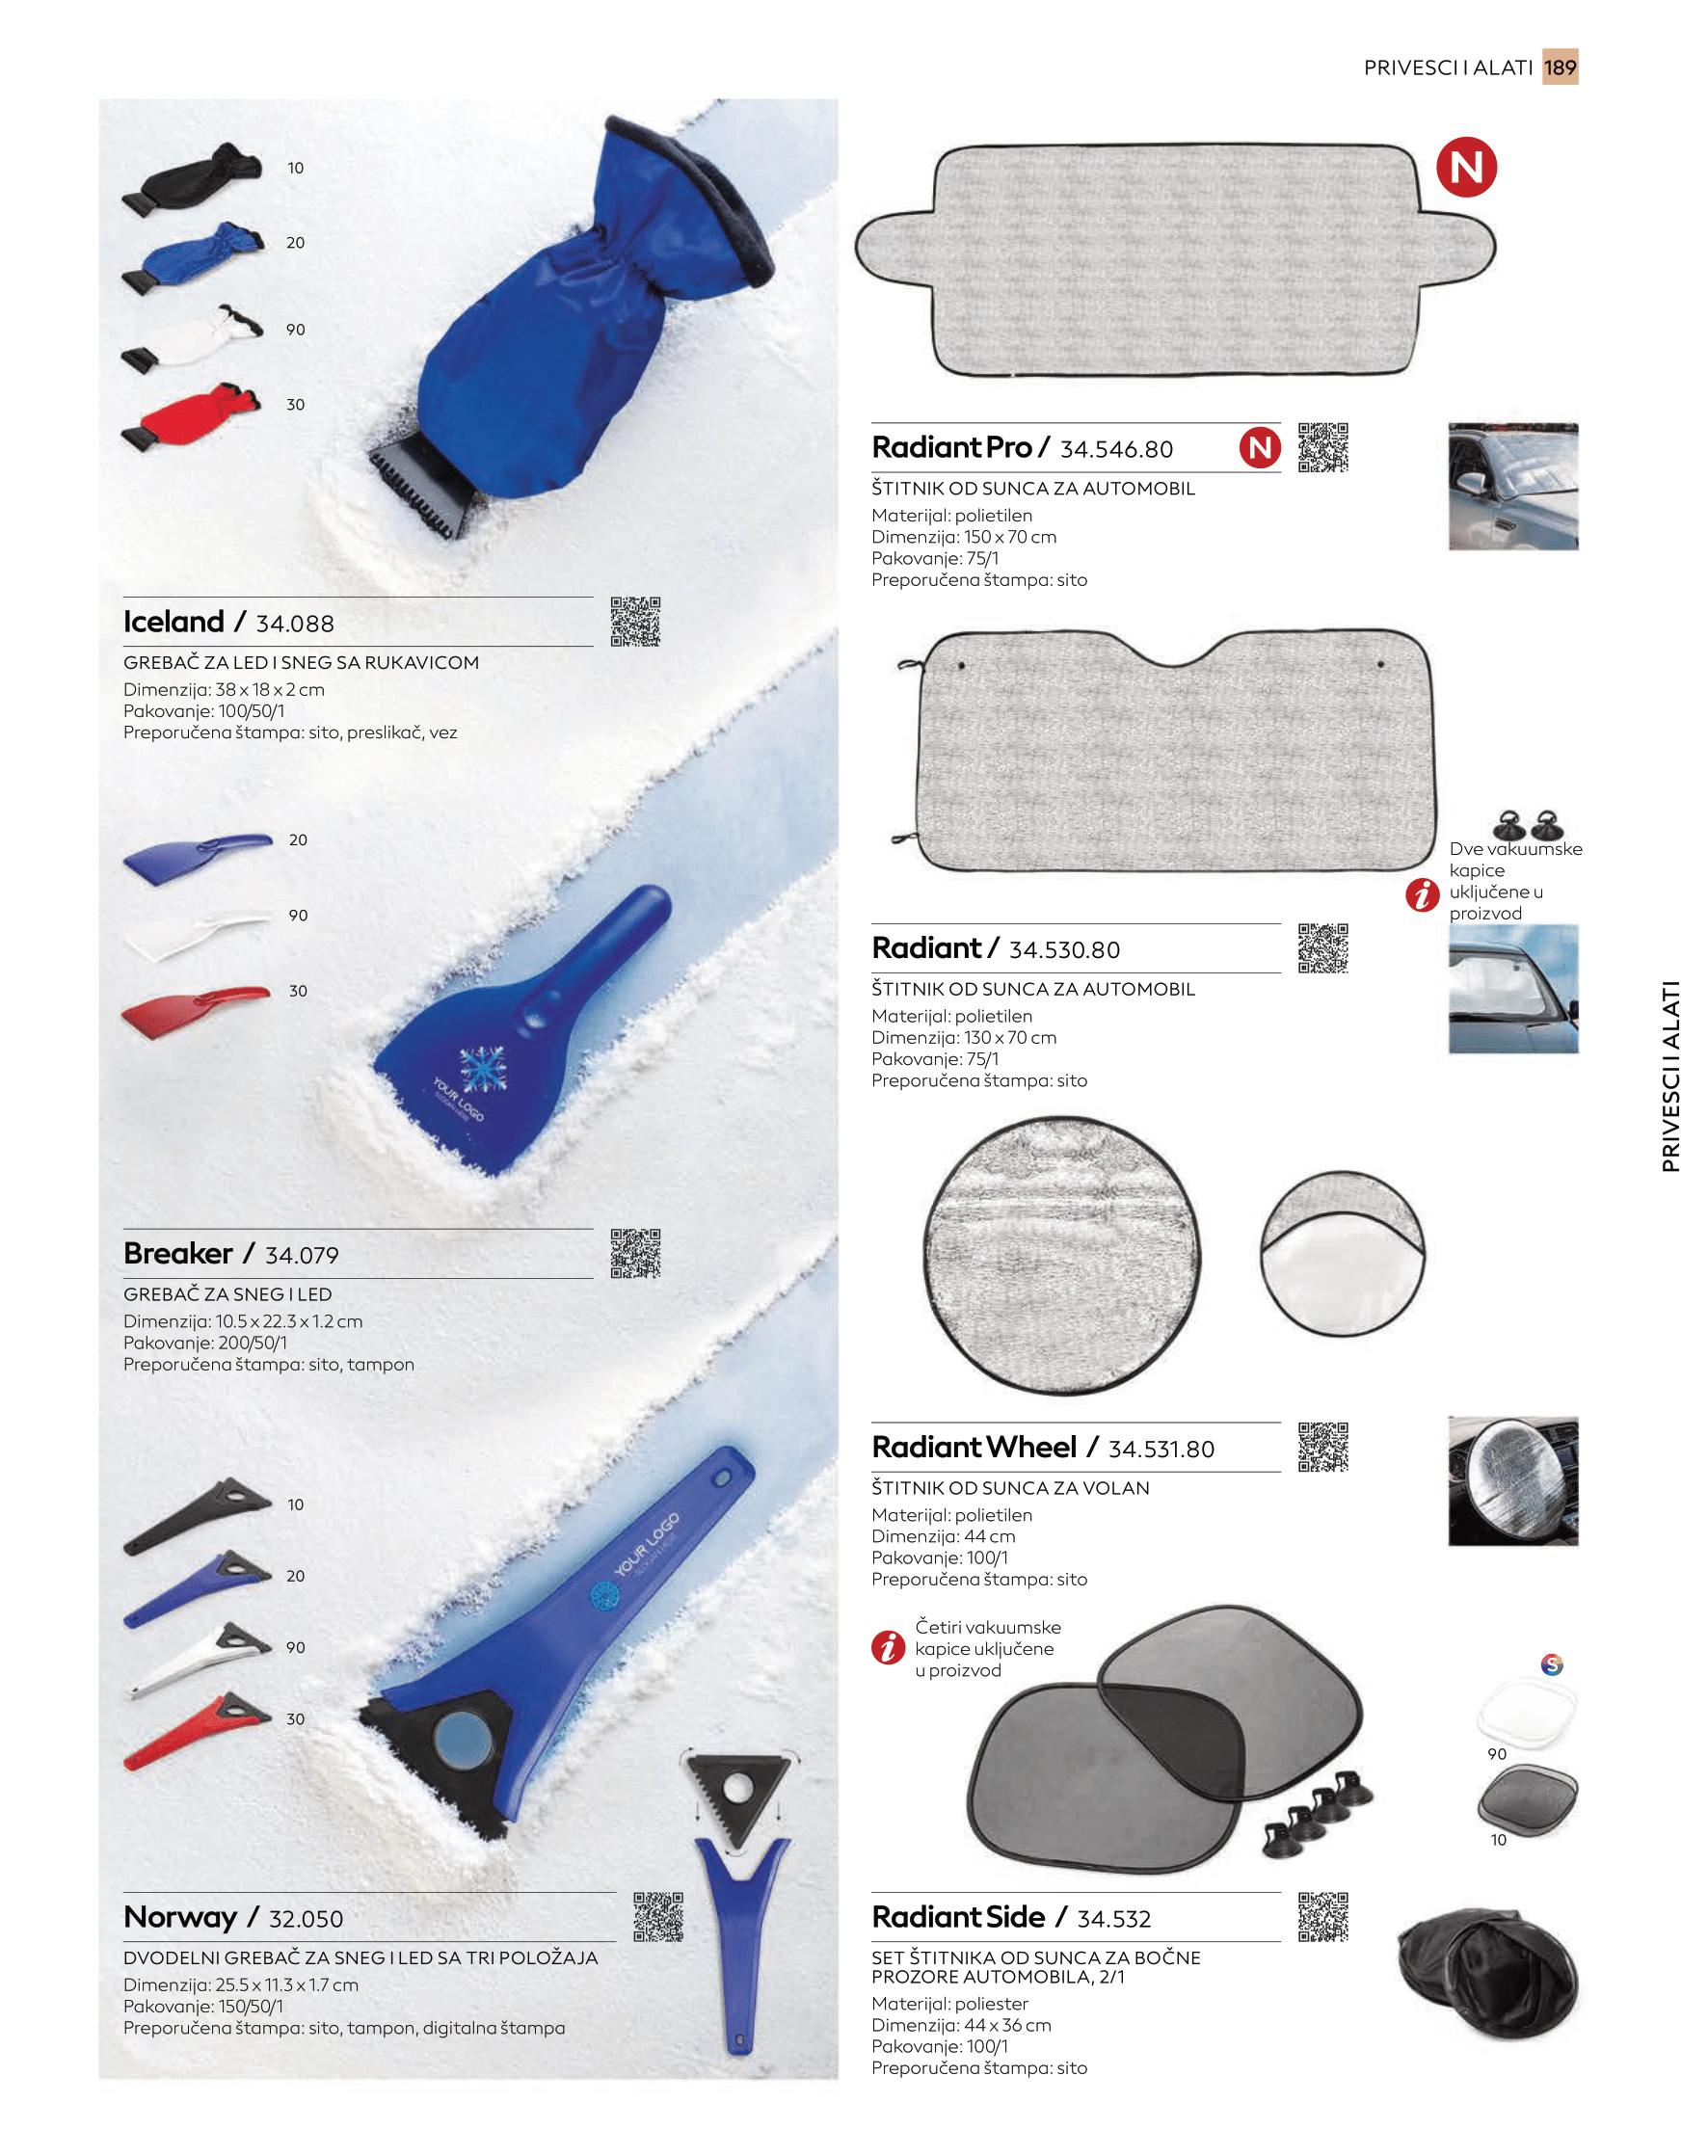 PRIVESCI I ALATI 189
10
20
90
30
Iceland / 34.088
GREBAČ ZA LED I SNEG SA RUKAVICOM
Dimenzija: 38 x 18 x 2 cm
Pakovanje: 100/50/1
Preporučena štampa: sito, preslikač, vez
20
90
30
YOUR LOGO
SLOGAN HERE
Breaker / 34.079
GREBAČ ZA SNEG I LED
Dimenzija: 10.5 x 22.3 x 1.2 cm
Pakovanje: 200/50/1
Preporučena štampa: sito, tampon
10
20
90
30
YOUR LOGO
SLOGAN HERE
Norway / 32.050
DVODELNI GREBAČ ZA SNEG I LED SA TRI POLOŽAJA
Dimenzija: 25.5 x 11.3 x 1.7 cm
Pakovanje: 150/50/1
Preporučena štampa: sito, tampon, digitalna štampa
N
Radiant Pro / 34.546.80
N
ŠTITNIK OD SUNCA ZA AUTOMOBIL
Materijal: polietilen
Dimenzija: 150 x 70 cm
Pakovanje: 75/1
Preporučena štampa: sito
Dve vakuumske
kapice
uključene u
proizvod
i
Radiant / 34.530.80
ŠTITNIK OD SUNCA ZA AUTOMOBIL
Materijal: polietilen
Dimenzija: 130 x 70 cm
Pakovanje: 75/1
Preporučena štampa: sito
Radiant Wheel / 34.531.80
ŠTITNIK OD SUNCA ZA VOLAN
Materijal: polietilen
Dimenzija: 44 cm
Pakovanje: 100/1
Preporučena štampa: sito
i
Četiri vakuumske
kapice uključene
u proizvod
S
90
10
Radiant Side / 34.532
SET ŠTITNIKA OD SUNCA ZA BOČNE
PROZORE AUTOMOBILA, 2/1
Materijal: poliester
Dimenzija: 44 x 36 cm
Pakovanje: 100/1
Preporučena štampa: sito
PRIVESCI I ALATI